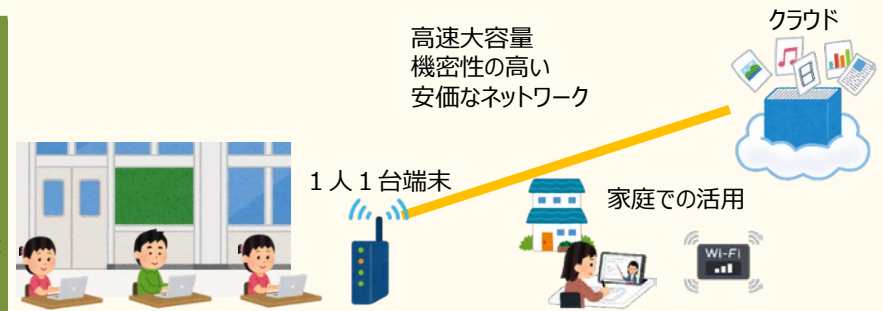 クラウド
高速大容量
機密性の高い
安価なネットワーク
１人１台端末
家庭での活用
Wi-Fi